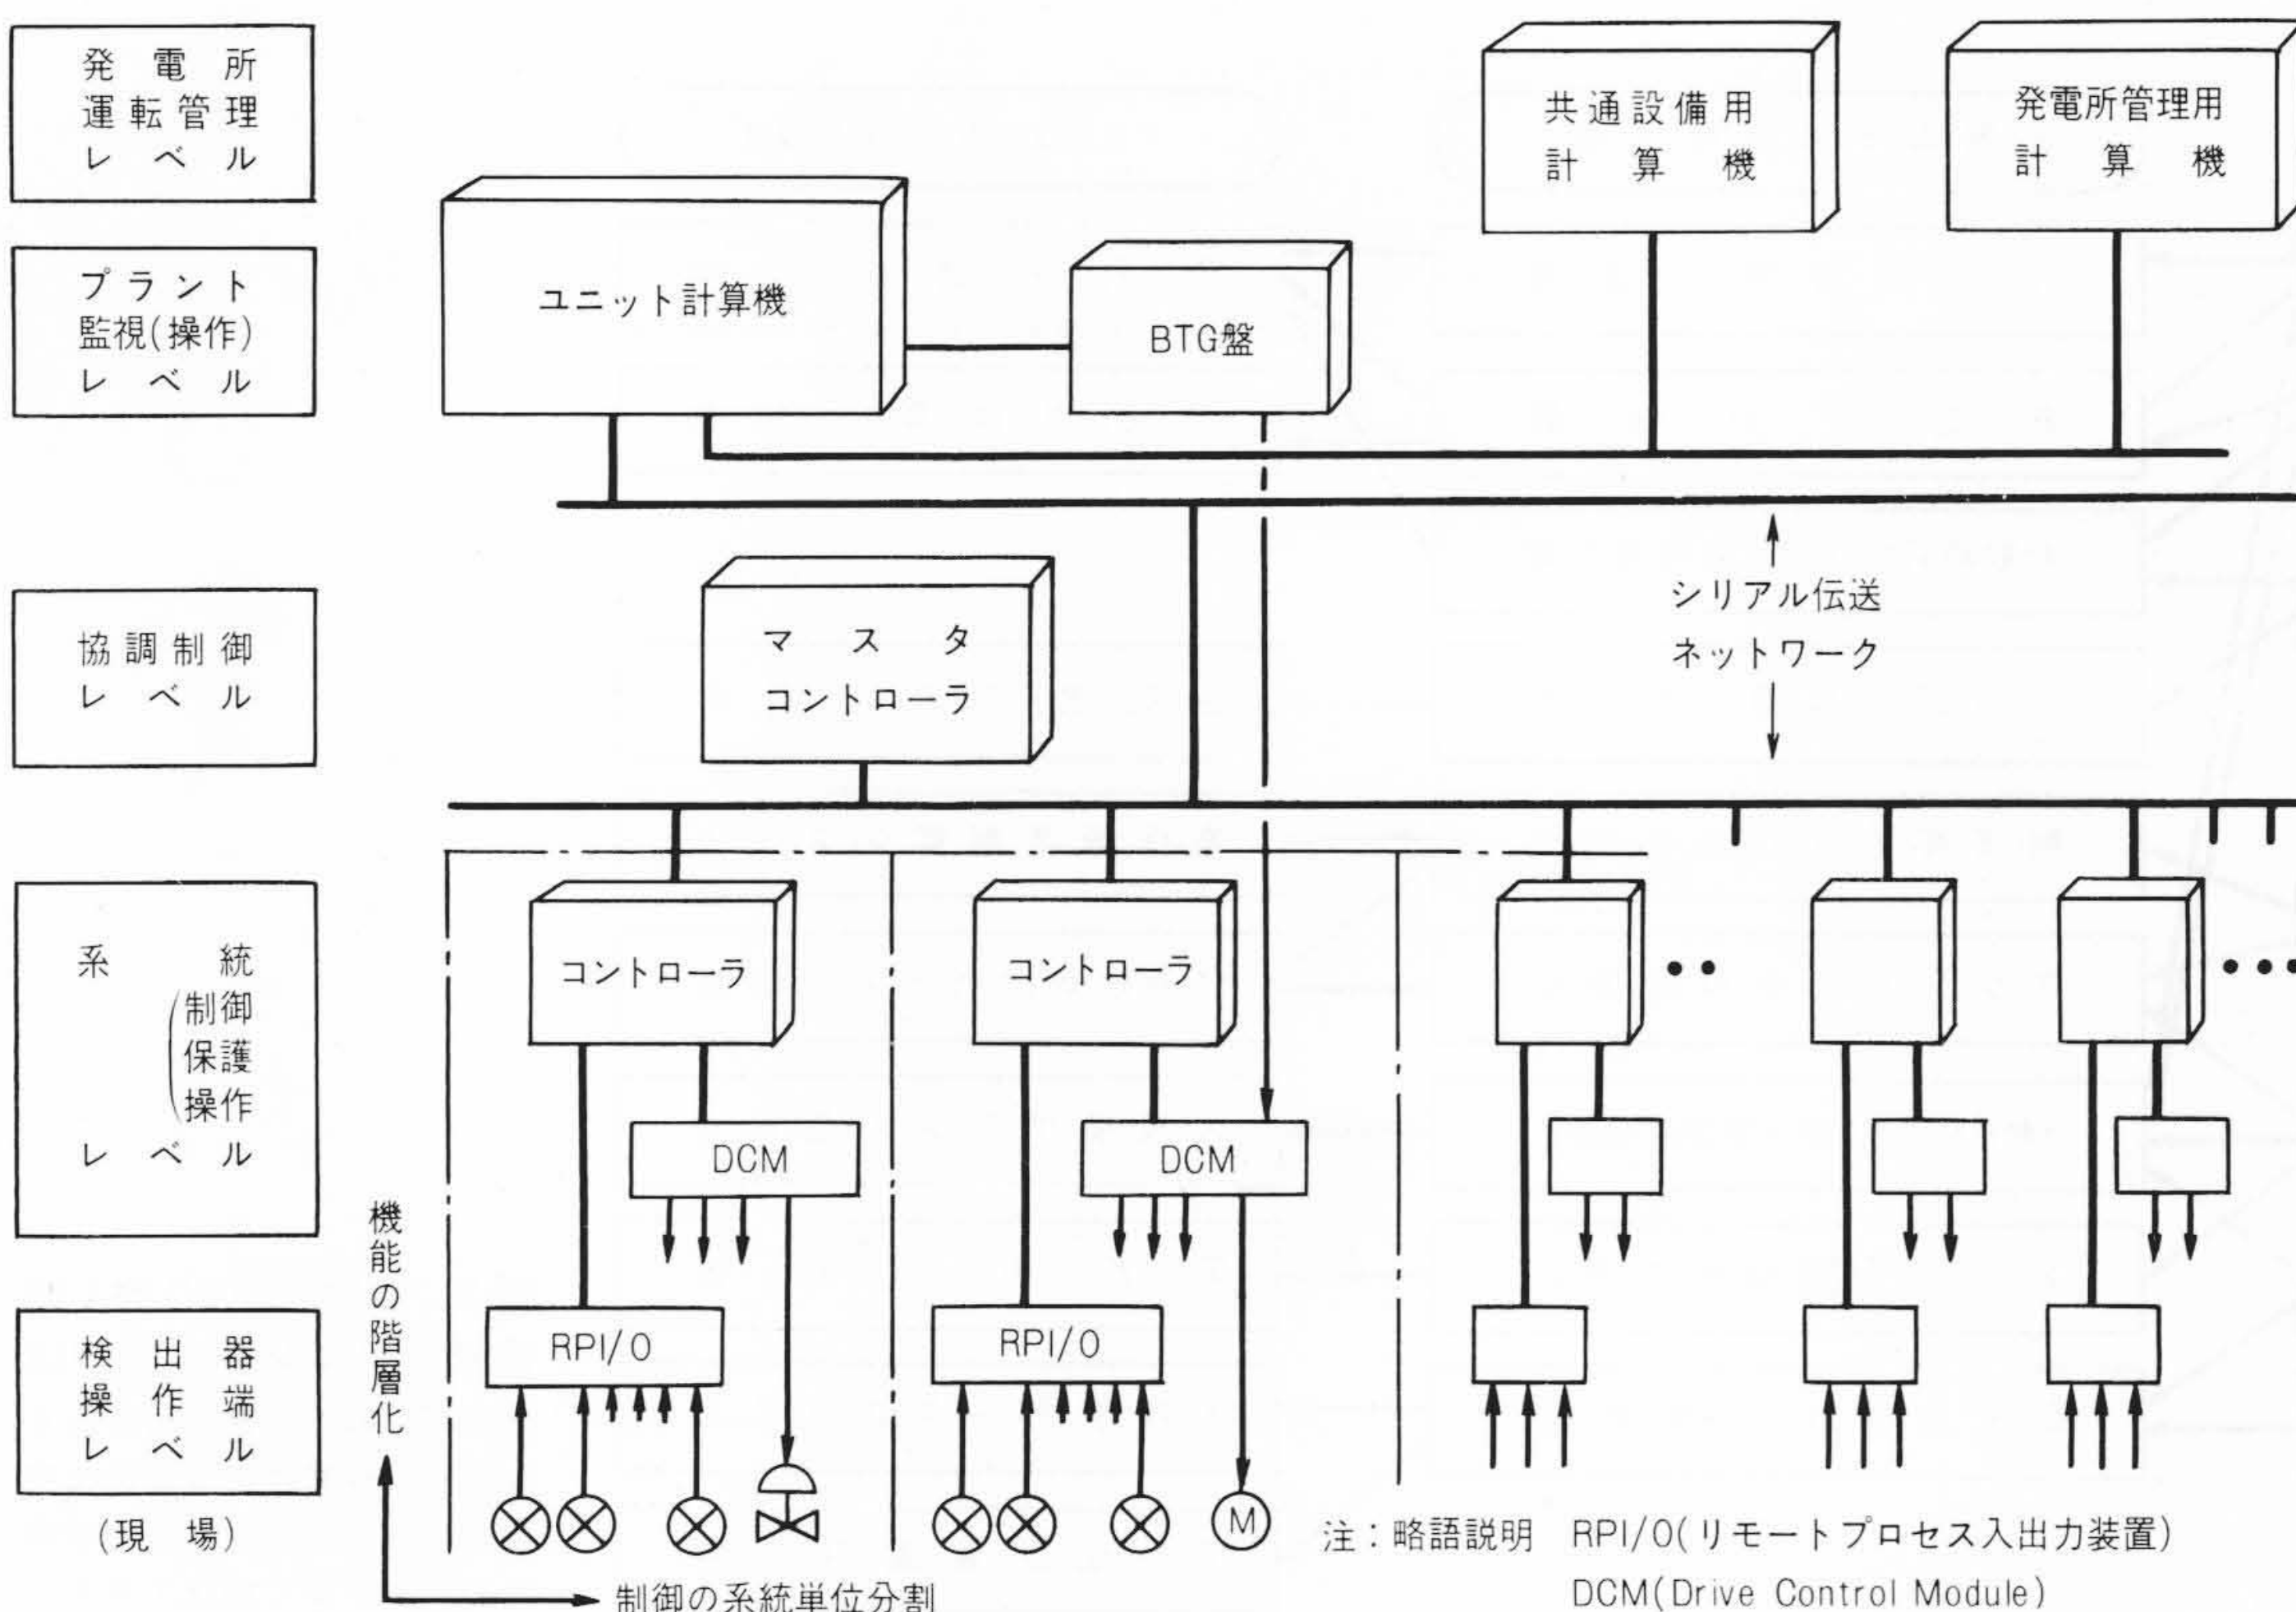 発電所
運転管理
レベル
プラント
監視(操作)
レベル
協調制御
レベル
系統
制御
保護
操作
レベル
検出器
操作端
レベル
(現場)
機能の階層化
制御の系統単位分割
ユニット計算機
BTG盤
共通設備用
計算機
発電所管理用
計算機
シリアル伝送
ネットワーク
マスタ
コントローラ
コントローラ
コントローラ
DCM
DCM
RPI/O
RPI/O
M
注:略語説明 RPI/O(リモートプロセス入出力装置)
DCM(Drive Control Module)